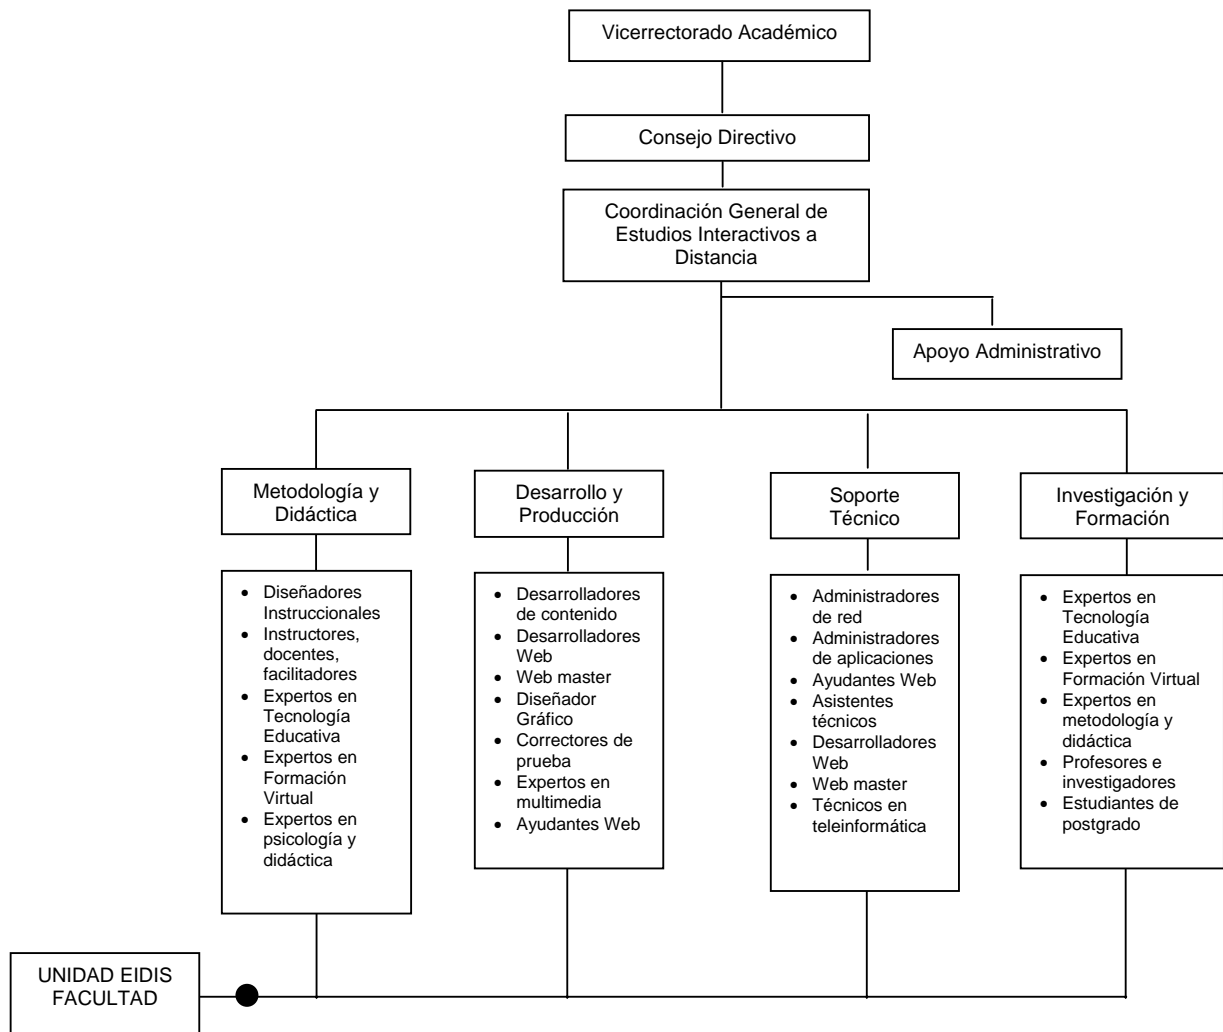 Vicerrectorado Académico
Consejo Directivo
Coordinación General de
Estudios Interactivos a
Distancia
Apoyo Administrativo
Metodología y
Didáctica
Desarrollo y
Producción
Soporte
Técnico
Investigación y
Formación
• Diseñadores
Instruccionales
• Instructores,
docentes,
facilitadores
• Expertos en
Tecnología
Educativa
• Expertos en
Formación
Virtual
• Expertos en
psicología y
didáctica
• Desarrolladores
de contenido
• Desarrolladores
Web
• Web master
• Diseñador
Gráfico
• Correctores de
prueba
• Expertos en
multimedia
• Ayudantes Web
• Administradores
de red
• Administradores
de aplicaciones
• Ayudantes Web
• Asistentes
técnicos
• Desarrolladores
Web
• Web master
• Técnicos en
teleinformática
• Expertos en
Tecnología
Educativa
• Expertos en
Formación Virtual
• Expertos en
metodología y
didáctica
• Profesores e
investigadores
• Estudiantes de
postgrado
UNIDAD EIDIS
FACULTAD